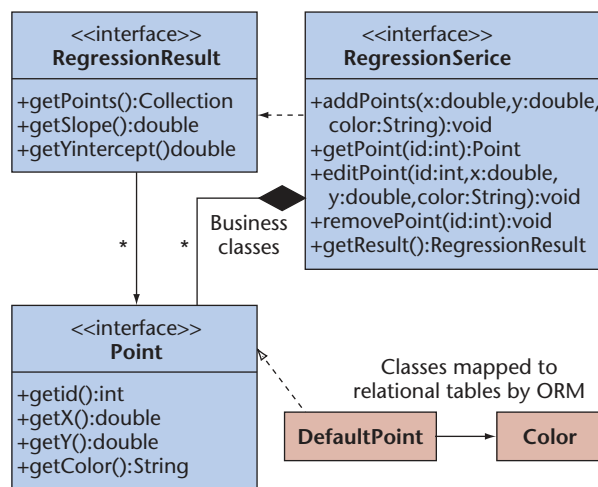 <<interface>>
RegressionResult
+getPoints():Collection
+getSlope():double
+getYintercept()double
<<interface>>
RegressionSerice
+addPoints(x:double,y:double,
color:String):void
+getPoint(id:int):Point
+editPoint(id:int,x:double,
y:double,color:String):void
+removePoint(id:int):void
+getResult():RegressionResult
Business
classes
*
*
<<interface>>
Point
+getid():int
+getX():double
+getY():double
+getColor():String
Classes mapped to
relational tables by ORM
DefaultPoint
Color